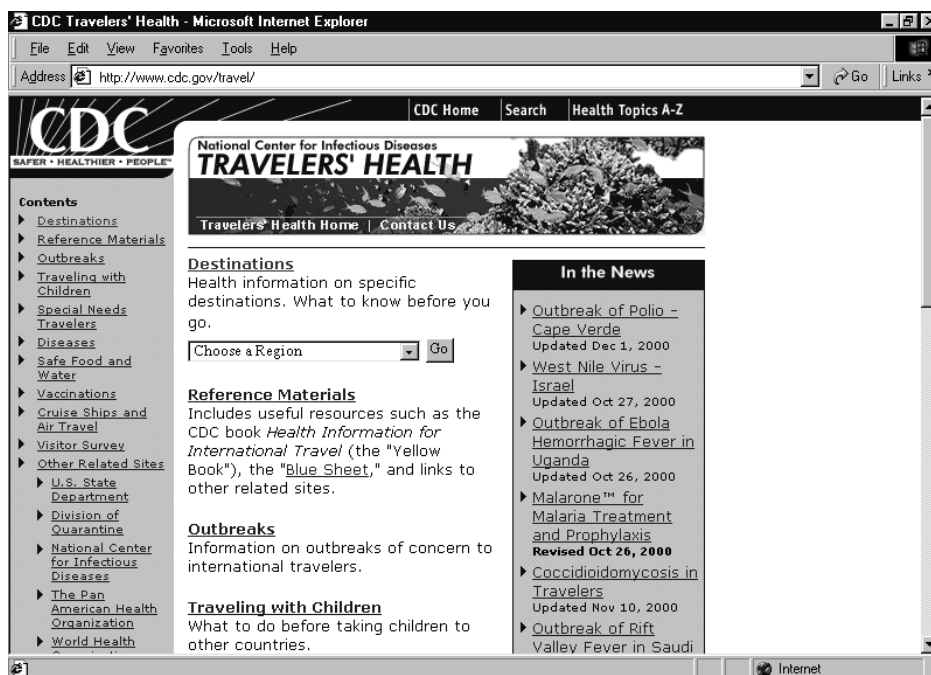 CDC Travelers' Health - Microsoft Internet Explorer
File Edit View Favorites Tools Help
Address http://www.cdc.gov/travel/ Go Links
CDC Home Search Health Topics A-Z
CDC
SAFER • HEALTHIER • PEOPLE™
National Center for Infectious Diseases
TRAVELERS' HEALTH
Travelers' Health Home | Contact Us
Contents
Destinations
Reference Materials
Outbreaks
Traveling with
Children
Special Needs
Travelers
Diseases
Safe Food and
Water
Vaccinations
Cruise Ships and
Air Travel
Visitor Survey
Other Related Sites
U.S. State
Department
Division of
Quarantine
National Center
for Infectious
Diseases
The Pan
American Health
Organization
World Health
Destinations
Health information on specific
destinations. What to know before you
go.
Choose a Region Go
Reference Materials
Includes useful resources such as the
CDC book Health Information for
International Travel (the "Yellow
Book"), the "Blue Sheet," and links to
other related sites.
Outbreaks
Information on outbreaks of concern to
international travelers.
Traveling with Children
What to do before taking children to
other countries.
In the News
Outbreak of Polio -
Cape Verde
Updated Dec 1, 2000
West Nile Virus -
Israel
Updated Oct 27, 2000
Outbreak of Ebola
Hemorrhagic Fever in
Uganda
Updated Oct 26, 2000
Malarone™ for
Malaria Treatment
and Prophylaxis
Revised Oct 26, 2000
Coccidioidomycosis in
Travelers
Updated Nov 10, 2000
Outbreak of Rift
Valley Fever in Saudi
Internet